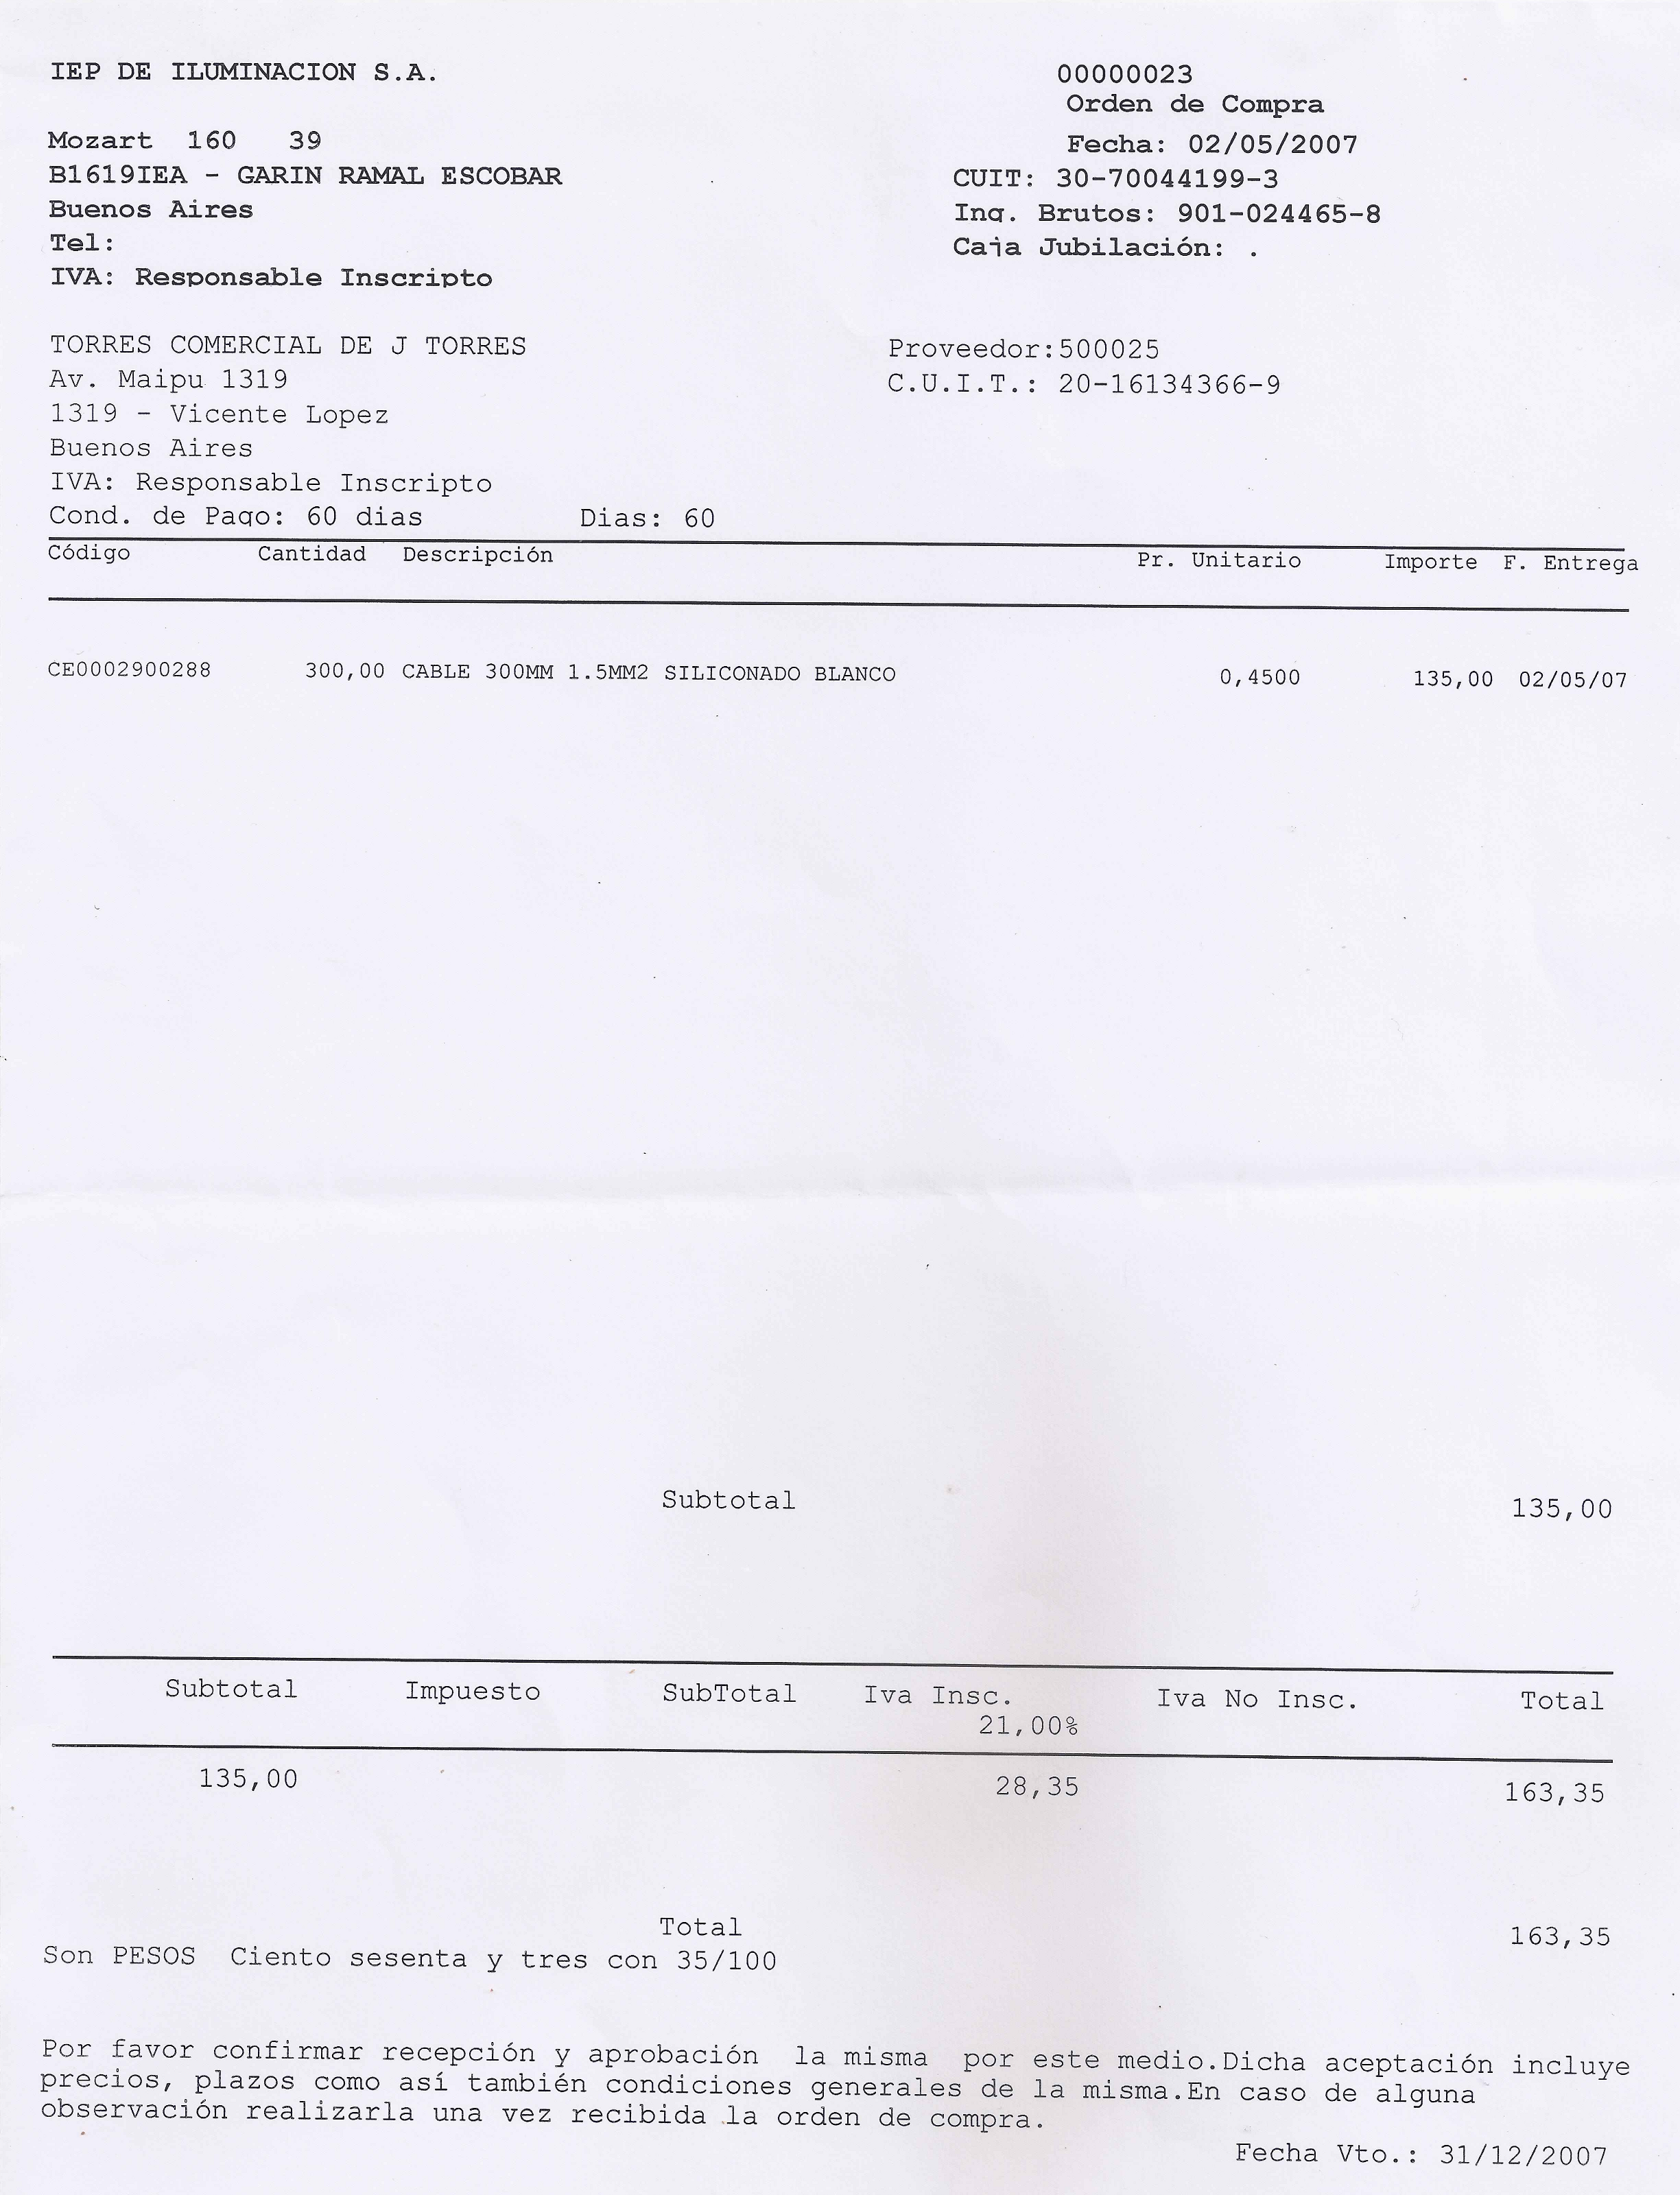 IEP DE ILUMINACION S.A.
00000023
Orden de Compra
Mozart 160 39
Fecha: 02/05/2007
B1619IEA - GARIN RAMAL ESCOBAR
CUIT: 30-70044199-3
Buenos Aires
Ing. Brutos: 901-024465-8
Tel:
Caja Jubilación: .
IVA: Responsable Inscripto
TORRES COMERCIAL DE J TORRES
Proveedor:500025
Av. Maipu 1319
C.U.I.T.: 20-16134366-9
1319 - Vicente Lopez
Buenos Aires
IVA: Responsable Inscripto
Cond. de Pago: 60 dias Dias: 60
Código Cantidad Descripción Pr. Unitario Importe F. Entrega
CE0002900288 300,00 CABLE 300MM 1.5MM2 SILICONADO BLANCO 0,4500 135,00 02/05/07
Subtotal 135,00
Subtotal Impuesto SubTotal Iva Insc. Iva No Insc. Total
21,00%
135,00 28,35 163,35
Total 163,35
Son PESOS Ciento sesenta y tres con 35/100
Por favor confirmar recepción y aprobación la misma por este medio.Dicha aceptación incluye
precios, plazos como así también condiciones generales de la misma.En caso de alguna
observación realizarla una vez recibida la orden de compra.
Fecha Vto.: 31/12/2007